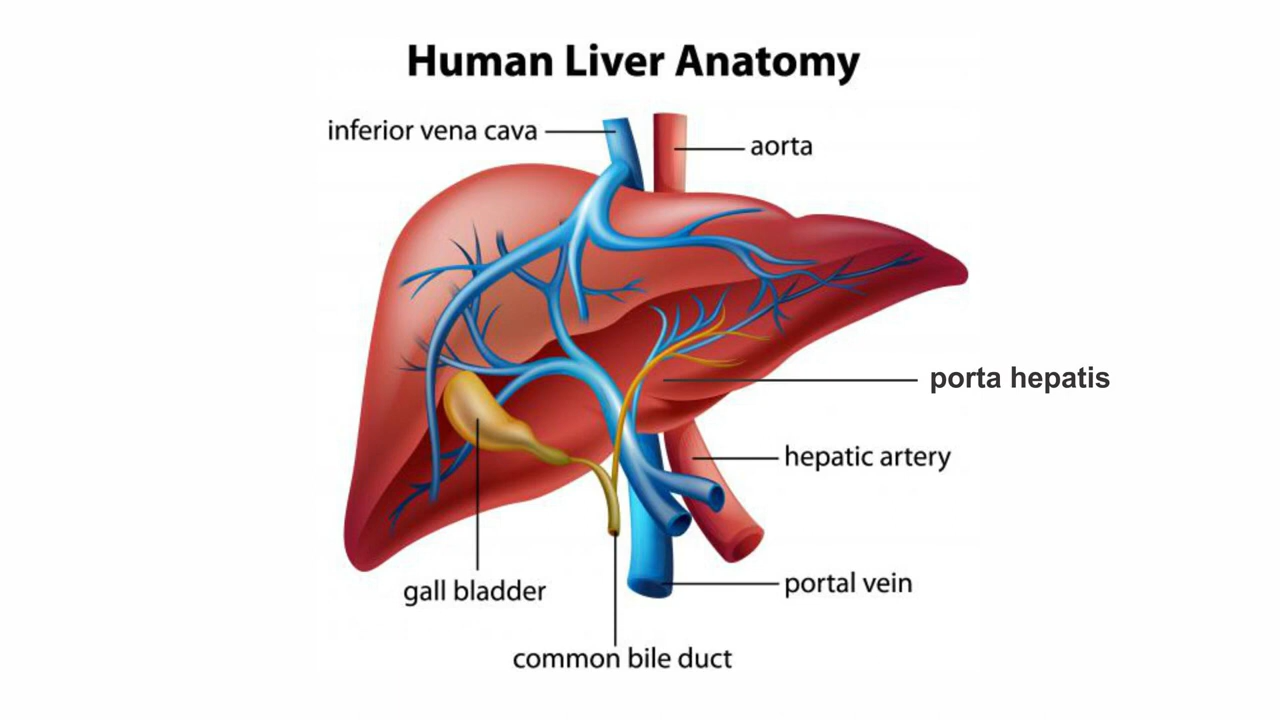 Human Liver Anatomy
inferior vena cava
aorta
porta hepatis
hepatic artery
portal vein
gall bladder
common bile duct